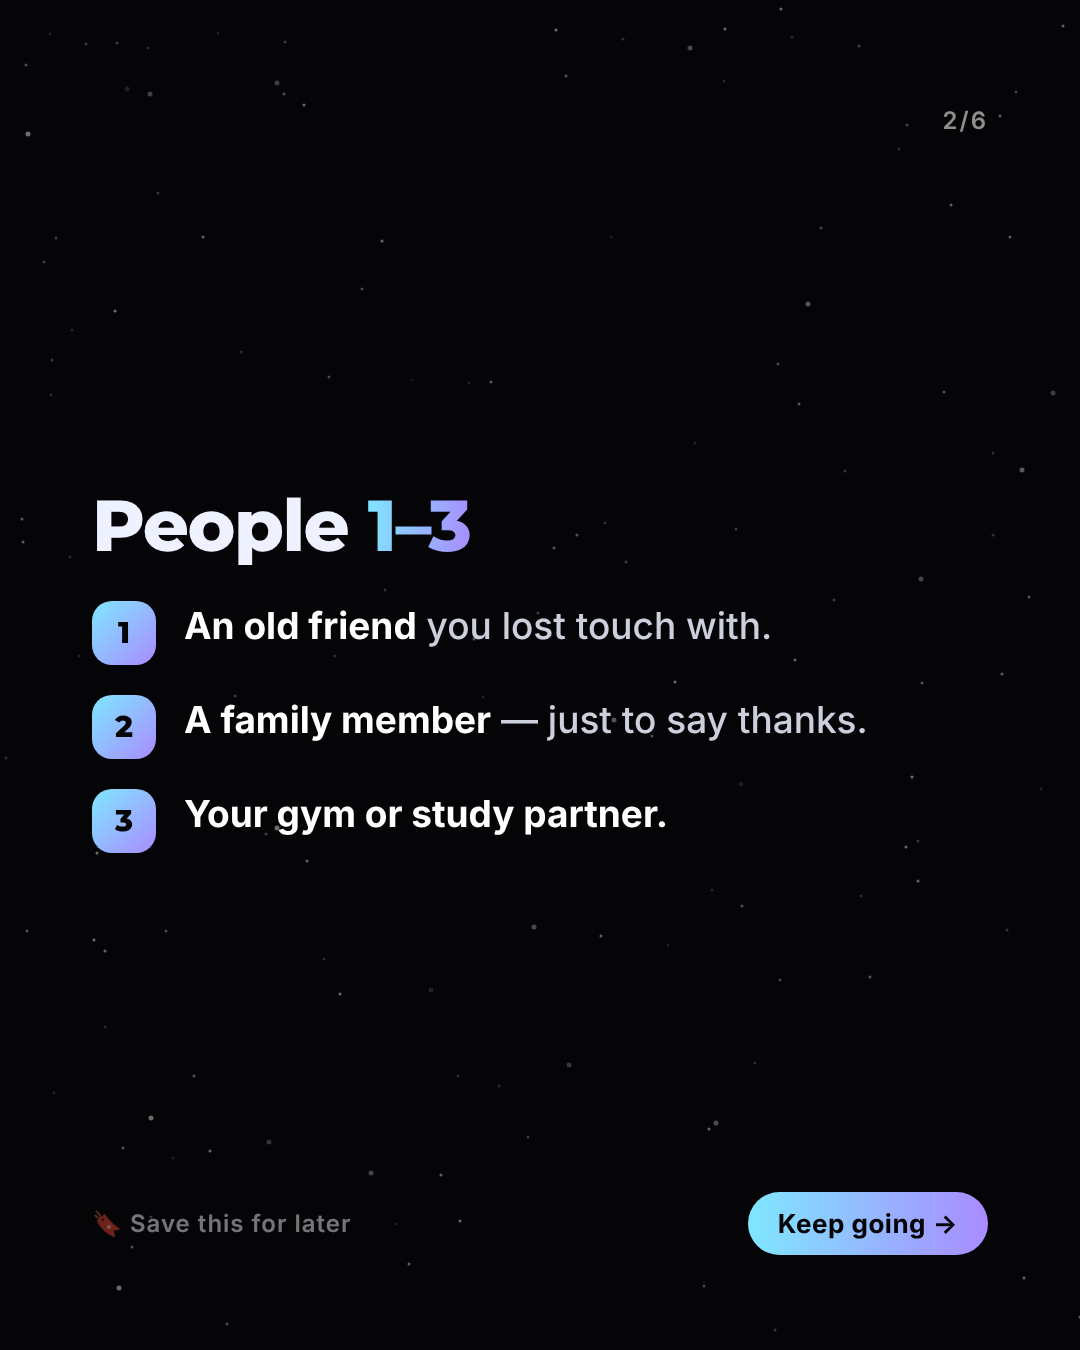 2/6
People 1–3
1 An old friend you lost touch with.
2 A family member — just to say thanks.
3 Your gym or study partner.
🔖 Save this for later
Keep going →